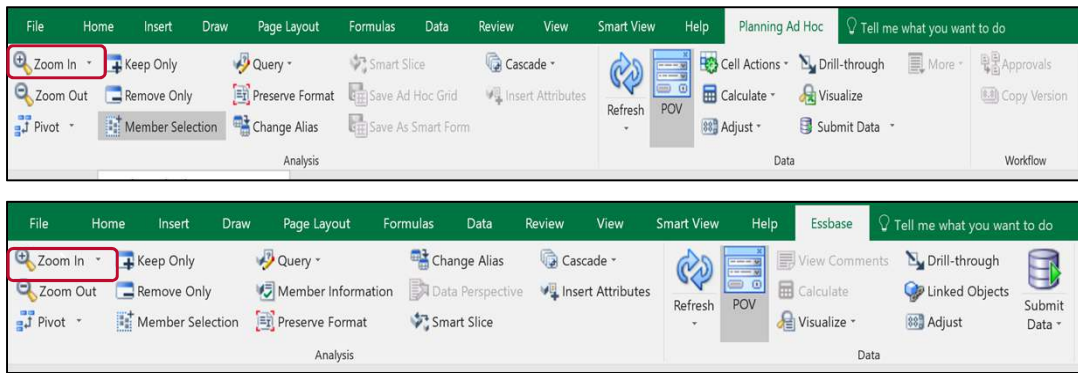 File Home Insert Draw Page Layout Formulas Data Review View Smart View Help Planning Ad Hoc Tell me what you want to do
Zoom In Keep Only Query Smart Slice Cascade Cell Actions Drill-through More Approvals
Zoom Out Remove Only Preserve Format Save Ad Hoc Grid Insert Attributes Refresh POV Calculate Visualize Copy Version
Pivot Member Selection Change Alias Save As Smart Form Adjust Submit Data
Analysis Data Workflow
File Home Insert Draw Page Layout Formulas Data Review View Smart View Help Essbase Tell me what you want to do
Zoom In Keep Only Query Change Alias Cascade View Comments Drill-through
Zoom Out Remove Only Member Information Data Perspective Insert Attributes Refresh POV Calculate Linked Objects Submit Data
Pivot Member Selection Preserve Format Smart Slice Visualize Adjust
Analysis Data